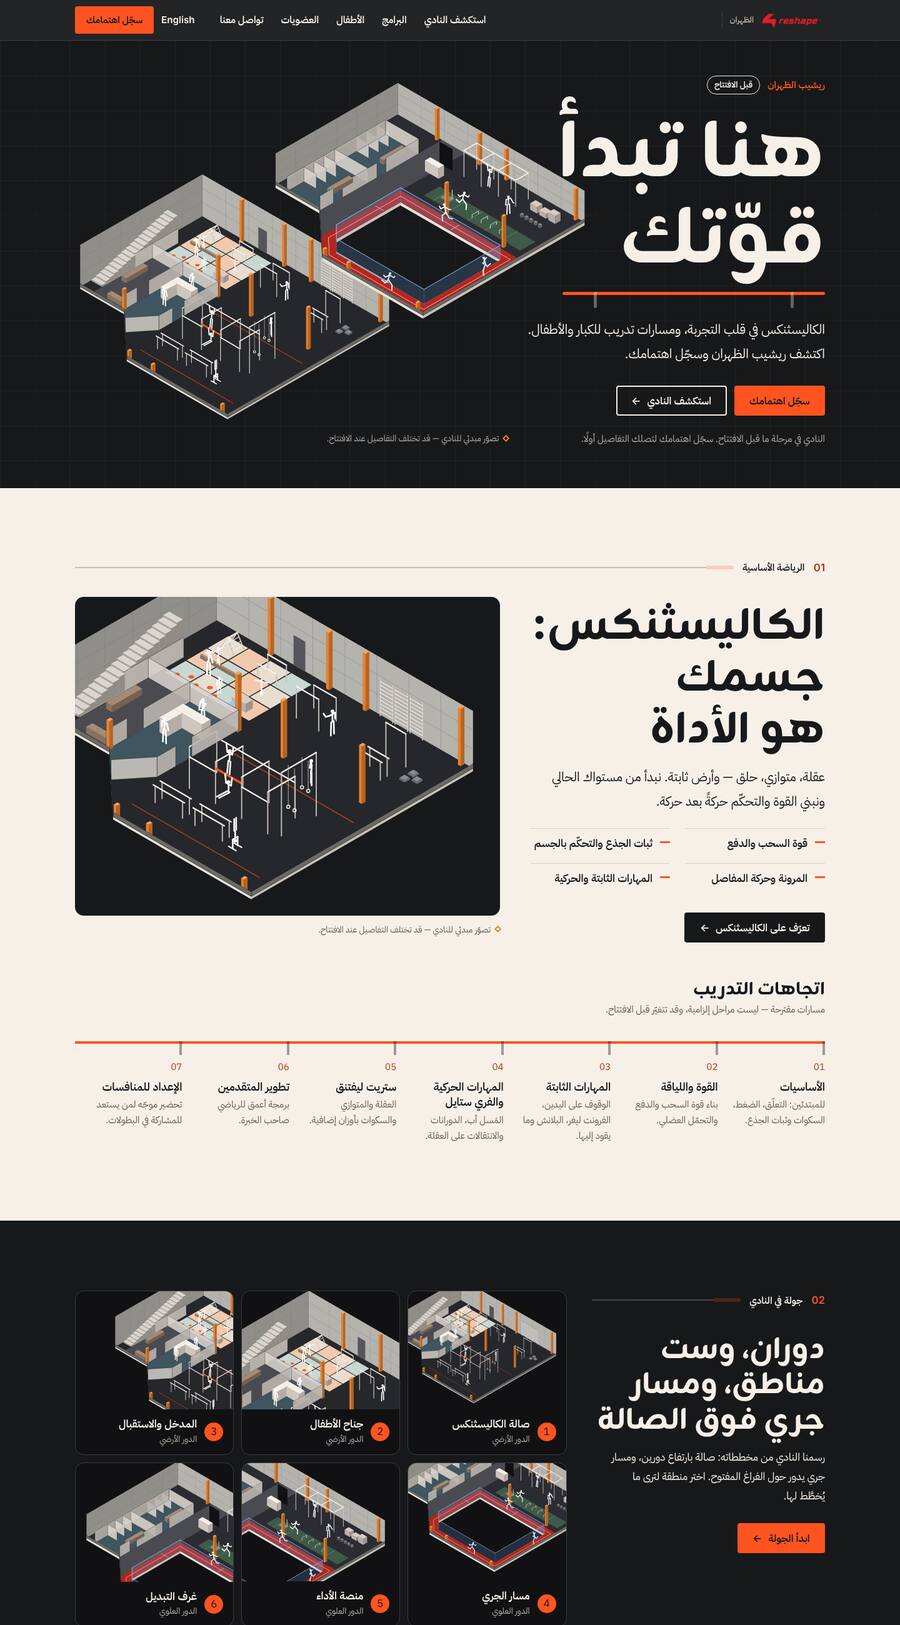 reshape
الظهران
استكشف النادي
البرامج
الأطفال
العضويات
تواصل معنا
English
سجّل اهتمامك
ريشيب الظهران
قبل الافتتاح
هنا تبدأ
قوّتك
الكاليسثنكس في قلب التجربة، ومسارات تدريب للكبار والأطفال.
اكتشف ريشيب الظهران وسجّل اهتمامك.
سجّل اهتمامك
استكشف النادي ←
النادي في مرحلة ما قبل الافتتاح. سجّل اهتمامك لتصلك التفاصيل أولًا.
تصوّر مبدئي للنادي — قد تختلف التفاصيل عند الافتتاح.
01 الرياضة الأساسية
الكاليسثنكس:
جسمك
هو الأداة
عقلة، متوازي، حلق — وأرض ثابتة. نبدأ من مستواك الحالي
ونبني القوة والتحكّم حركةً بعد حركة.
قوة السحب والدفع
ثبات الجذع والتحكّم بالجسم
المرونة وحركة المفاصل
المهارات الثابتة والحركية
تعرّف على الكاليسثنكس ←
تصوّر مبدئي للنادي — قد تختلف التفاصيل عند الافتتاح.
اتجاهات التدريب
مسارات مقترحة — ليست مراحل إلزامية، وقد تتغيّر قبل الافتتاح.
01
الأساسيات
للمبتدئين: التعلّق، الضغط،
السكوات وثبات الجذع.
02
القوة واللياقة
بناء قوة السحب والدفع
والتحمّل العضلي.
03
المهارات الثابتة
الوقوف على اليدين،
الفرونت ليفر، البلانش وما
يقود إليها.
04
المهارات الحركية
والفري ستايل
المَسل أب، الدورانات
والانتقالات على العقلة.
05
ستريت ليفتنق
العقلة والمتوازي
والسكوات بأوزان إضافية.
06
تطوير المتقدمين
برمجة أعمق للرياضي
صاحب الخبرة.
07
الإعداد للمنافسات
تحضير موجّه لمن يستعد
للمشاركة في البطولات.
02 جولة في النادي
دوران، وست
مناطق، ومسار
جري فوق الصالة
رسمنا النادي من مخططاته: صالة بارتفاع دورين، ومسار
جري يدور حول الفراغ المفتوح. اختر منطقة لترى ما
يُخطَّط لها.
ابدأ الجولة ←
1 صالة الكاليسثنكس
الدور الأرضي
2 جناح الأطفال
الدور الأرضي
3 المدخل والاستقبال
الدور الأرضي
4 مسار الجري
الدور العلوي
5 منصة الأداء
الدور العلوي
6 غرف التبديل
الدور العلوي